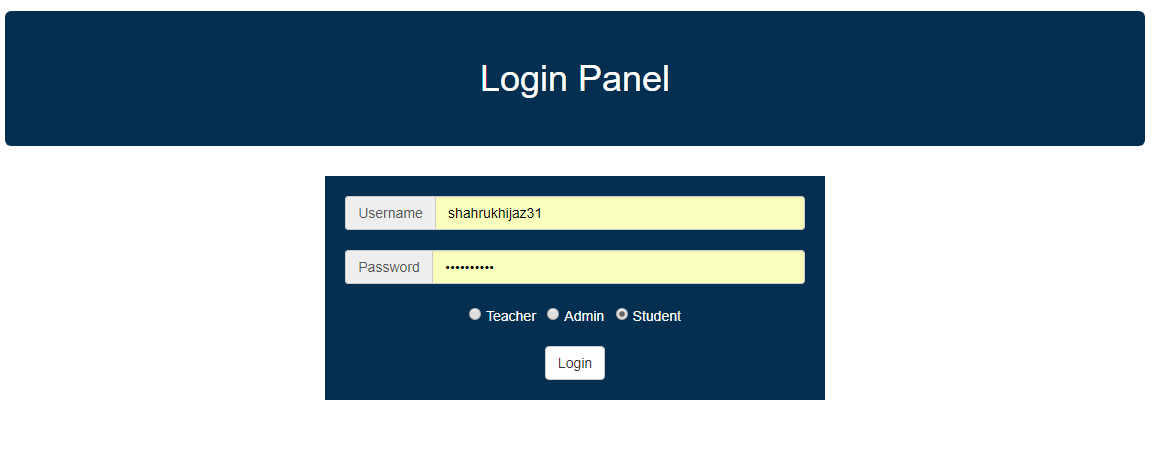 Login Panel
Username shahrukhijaz31
Password ••••••••••
Teacher Admin Student
Login